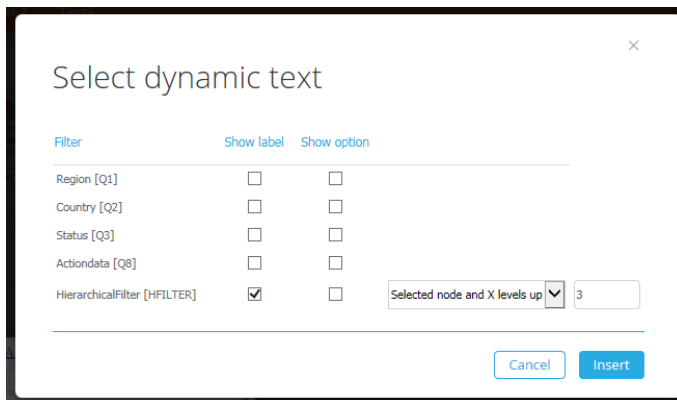 Select dynamic text
Filter Show label Show option
Region [Q1]
Country [Q2]
Status [Q3]
Actiondata [Q8]
HierarchicalFilter [HFILTER] Selected node and X levels up 3
Cancel Insert